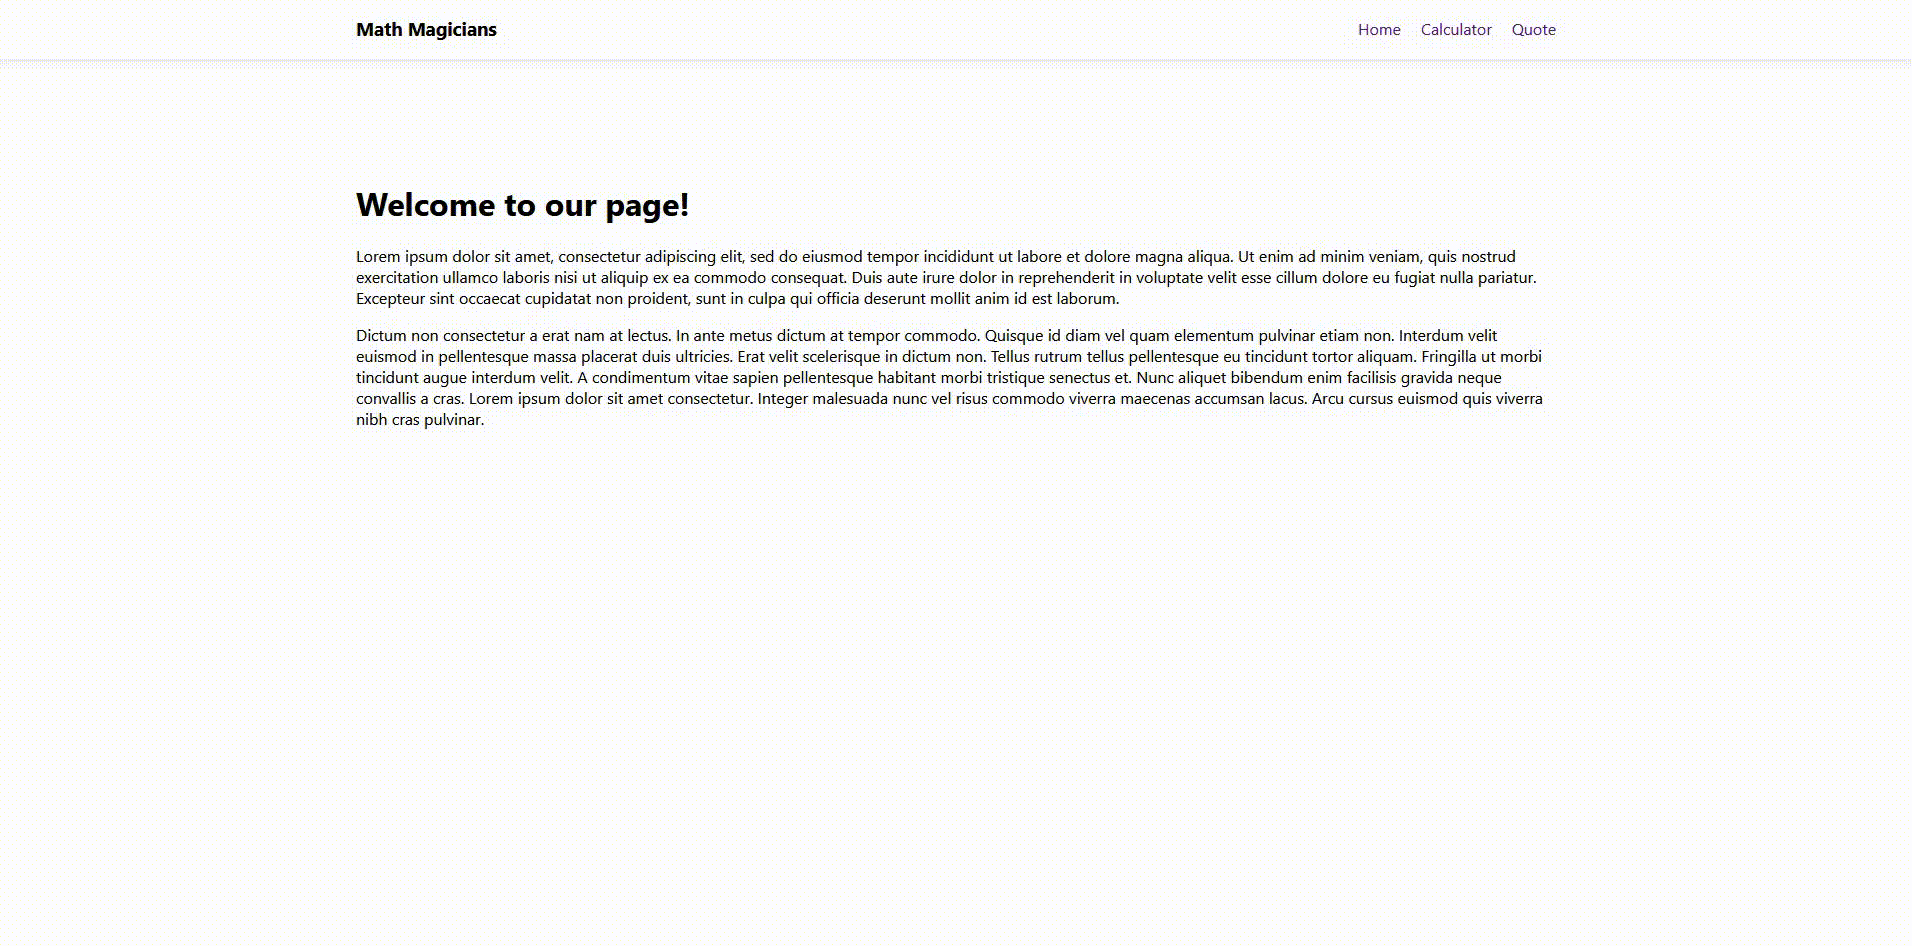 Math Magicians
Home Calculator Quote
Welcome to our page!
Lorem ipsum dolor sit amet, consectetur adipiscing elit, sed do eiusmod tempor incididunt ut labore et dolore magna aliqua. Ut enim ad minim veniam, quis nostrud
exercitation ullamco laboris nisi ut aliquip ex ea commodo consequat. Duis aute irure dolor in reprehenderit in voluptate velit esse cillum dolore eu fugiat nulla pariatur.
Excepteur sint occaecat cupidatat non proident, sunt in culpa qui officia deserunt mollit anim id est laborum.
Dictum non consectetur a erat nam at lectus. In ante metus dictum at tempor commodo. Quisque id diam vel quam elementum pulvinar etiam non. Interdum velit
euismod in pellentesque massa placerat duis ultricies. Erat velit scelerisque in dictum non. Tellus rutrum tellus pellentesque eu tincidunt tortor aliquam. Fringilla ut morbi
tincidunt augue interdum velit. A condimentum vitae sapien pellentesque habitant morbi tristique senectus et. Nunc aliquet bibendum enim facilisis gravida neque
convallis a cras. Lorem ipsum dolor sit amet consectetur. Integer malesuada nunc vel risus commodo viverra maecenas accumsan lacus. Arcu cursus euismod quis viverra
nibh cras pulvinar.